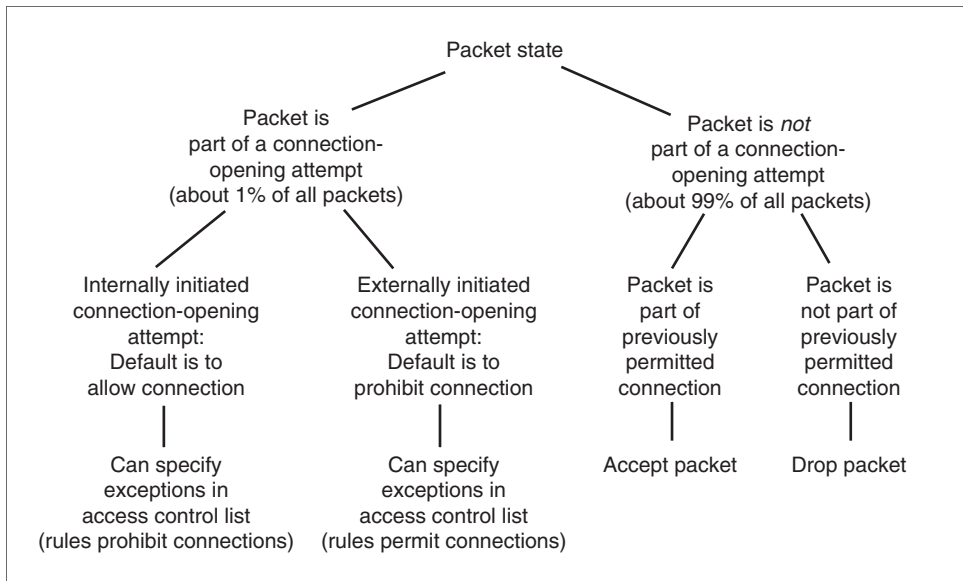 Packet state
Packet is
part of a connection-
opening attempt
(about 1% of all packets)
Packet is not
part of a connection-
opening attempt
(about 99% of all packets)
Internally initiated
connection-opening
attempt:
Default is to
allow connection
Externally initiated
connection-opening
attempt:
Default is to
prohibit connection
Packet is
part of
previously
permitted
connection
Packet is
not part of
previously
permitted
connection
Can specify
exceptions in
access control list
(rules prohibit connections)
Can specify
exceptions in
access control list
(rules permit connections)
Accept packet
Drop packet